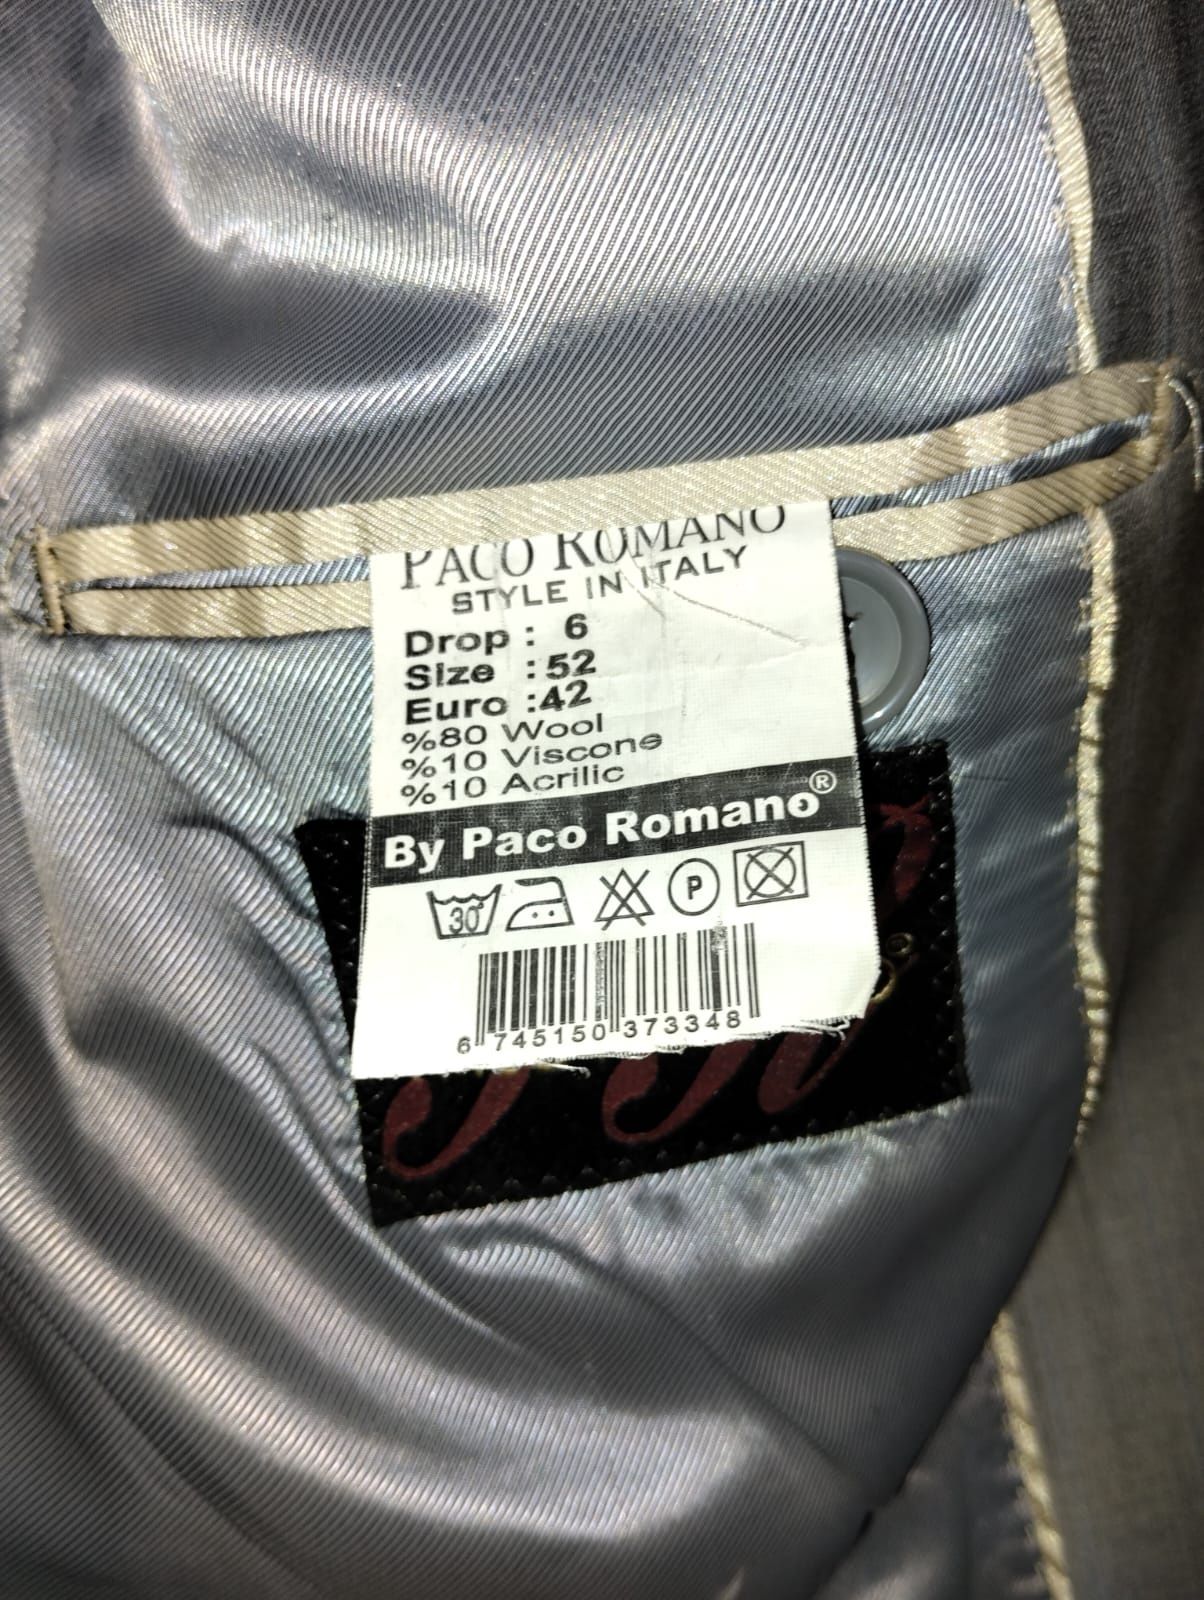 PACO ROMANO
STYLE IN ITALY
Drop : 6
Size : 52
Euro : 42
%80 Wool
%10 Viscone
%10 Acrilic
By Paco Romano®
30°
P
6 745150 373348